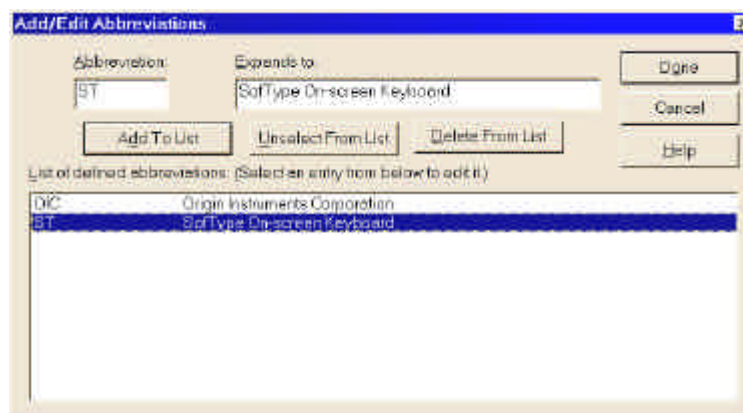 Add/Edit Abbreviations
Abbreviation Expands to
ST SofType On-screen Keyboard
Done
Cancel
Add To List Unselect From List Delete From List
Help
List of defined abbreviations: (Select an entry from below to edit it.)
OIC Origin Instruments Corporation
ST SofType On-screen Keyboard